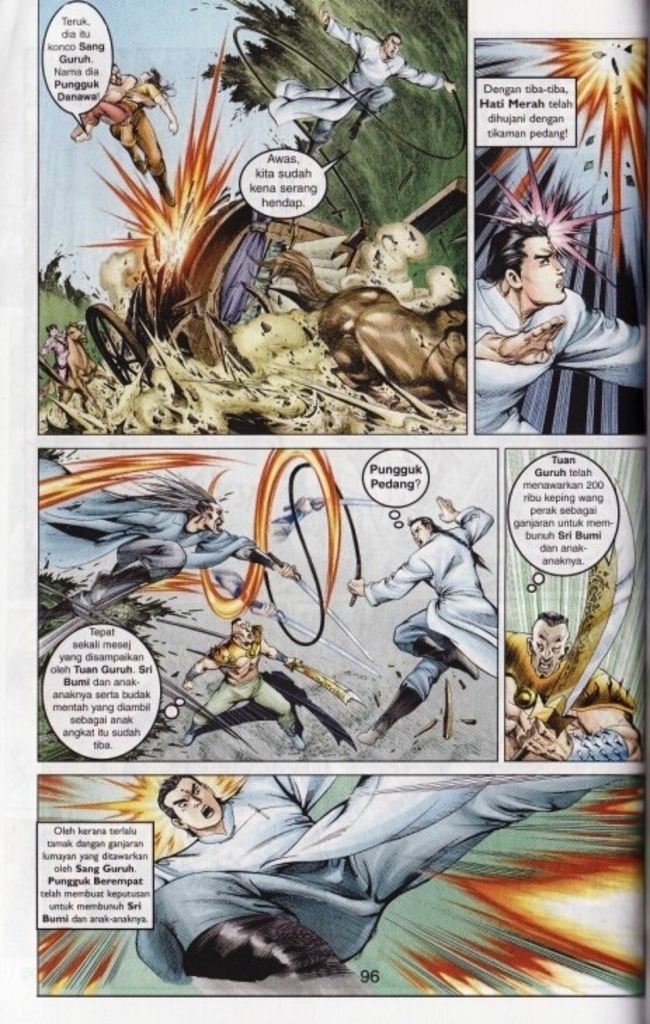 Teruk,
dia itu
konco Sang
Guruh.
Nama dia
Pungguk
Danawa!
Awas,
kita sudah
kena serang
hendap.
Dengan tiba-tiba,
Hati Merah telah
dihujani dengan
tikaman pedang!
Pungguk
Pedang?
Tepat
sekali mesej
yang disampaikan
oleh Tuan Guruh. Sri
Bumi dan anak-
anaknya serta budak
mentah yang diambil
sebagai anak
angkat itu sudah
tiba.
Tuan
Guruh telah
menawarkan 200
ribu keping wang
perak sebagai
ganjaran untuk mem-
bunuh Sri Bumi
dan anak-
anaknya.
Oleh kerana terlalu
tamak dengan ganjaran
lumayan yang ditawarkan
oleh Sang Guruh.
Pungguk Berempat
telah membuat keputusan
untuk membunuh Sri
Bumi dan anak-anaknya.
96